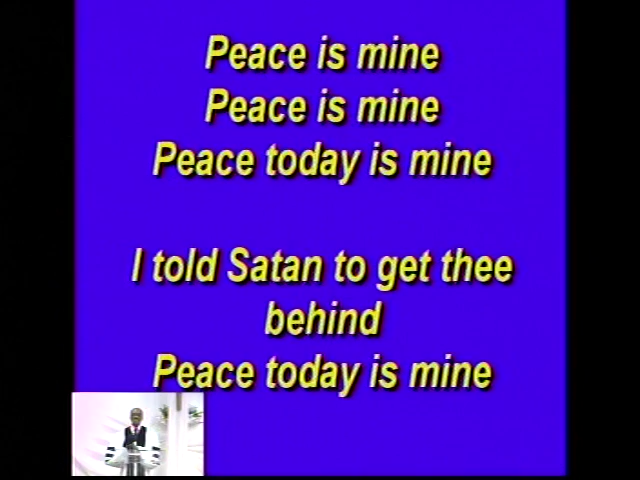 Peace is mine
Peace is mine
Peace today is mine
I told Satan to get thee
behind
Peace today is mine